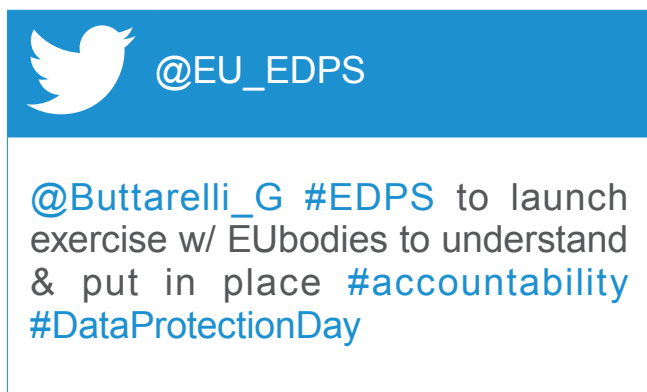 @EU_EDPS
@Buttarelli_G #EDPS to launch
exercise w/ EUbodies to understand
& put in place #accountability
#DataProtectionDay